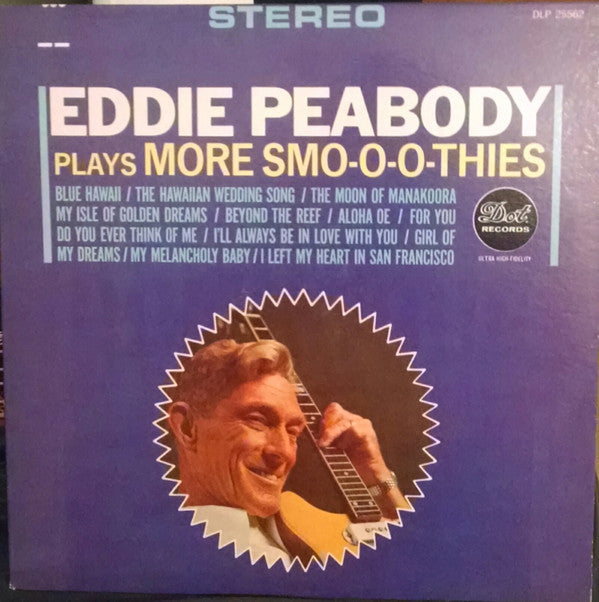 STEREO
DLP 25562
EDDIE PEABODY
PLAYS MORE SMO-O-O-THIES
BLUE HAWAII / THE HAWAIIAN WEDDING SONG / THE MOON OF MANAKOORA
MY ISLE OF GOLDEN DREAMS / BEYOND THE REEF / ALOHA OE / FOR YOU
DO YOU EVER THINK OF ME / I'LL ALWAYS BE IN LOVE WITH YOU / GIRL OF
MY DREAMS / MY MELANCHOLY BABY / I LEFT MY HEART IN SAN FRANCISCO
Dot
RECORDS
ULTRA HIGH-FIDELITY